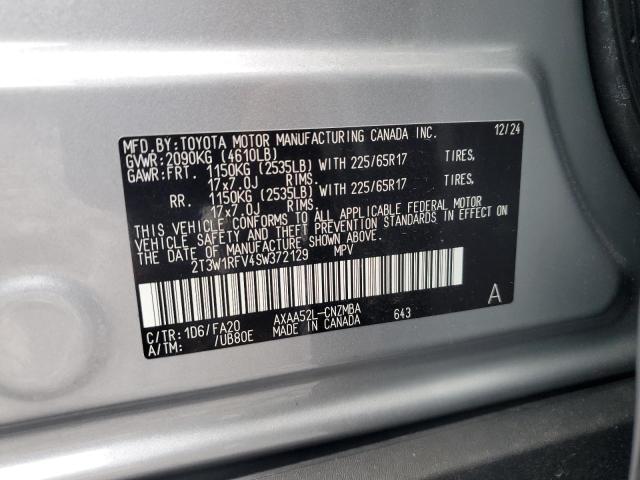 MFD.BY:TOYOTA MOTOR MANUFACTURING CANADA INC. 12/24
GVWR:2090KG (4610LB)
GAWR:FRT. 1150KG (2535LB) WITH 225/65R17 TIRES,
17x7.0J RIMS.
RR. 1150KG (2535LB) WITH 225/65R17 TIRES,
17x7.0J RIMS.
THIS VEHICLE CONFORMS TO ALL APPLICABLE FEDERAL MOTOR
VEHICLE SAFETY AND THEFT PREVENTION STANDARDS IN EFFECT ON
THE DATE OF MANUFACTURE SHOWN ABOVE.
2T3W1RFV4SW372129 MPV
A
C/TR:1D6/FA20 AXAA52L-CNZMBA 643
A/TM: /UB80E MADE IN CANADA